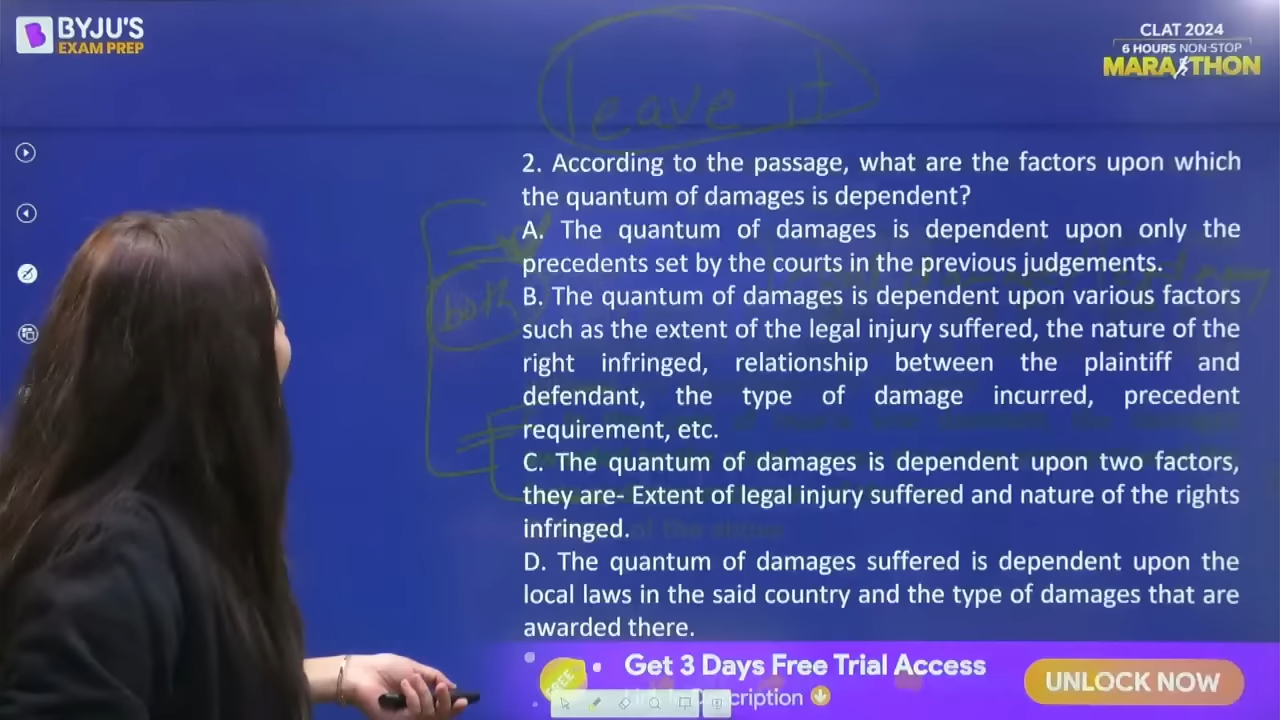 BYJU'S
EXAM PREP
CLAT 2024
6 HOURS NON-STOP
MARATHON
leave it
2. According to the passage, what are the factors upon which
the quantum of damages is dependent?
A. The quantum of damages is dependent upon only the
precedents set by the courts in the previous judgements.
both
B. The quantum of damages is dependent upon various factors
such as the extent of the legal injury suffered, the nature of the
right infringed, relationship between the plaintiff and
defendant, the type of damage incurred, precedent
requirement, etc.
C. The quantum of damages is dependent upon two factors,
they are- Extent of legal injury suffered and nature of the rights
infringed.
D. The quantum of damages suffered is dependent upon the
local laws in the said country and the type of damages that are
awarded there.
FREE
Get 3 Days Free Trial Access
UNLOCK NOW